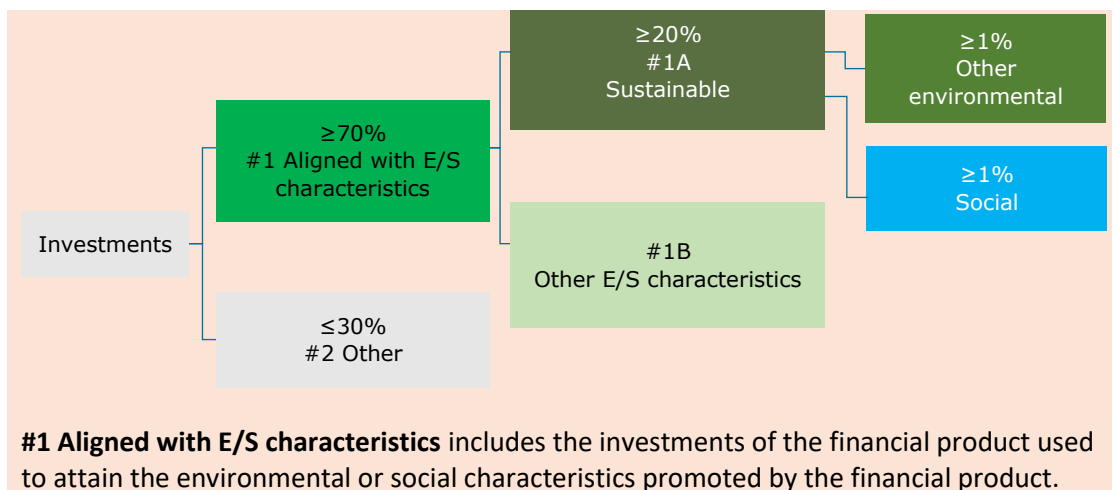 Investments
≥70%
#1 Aligned with E/S
characteristics
≤30%
#2 Other
≥20%
#1A
Sustainable
#1B
Other E/S characteristics
≥1%
Other
environmental
≥1%
Social
#1 Aligned with E/S characteristics includes the investments of the financial product used
to attain the environmental or social characteristics promoted by the financial product.